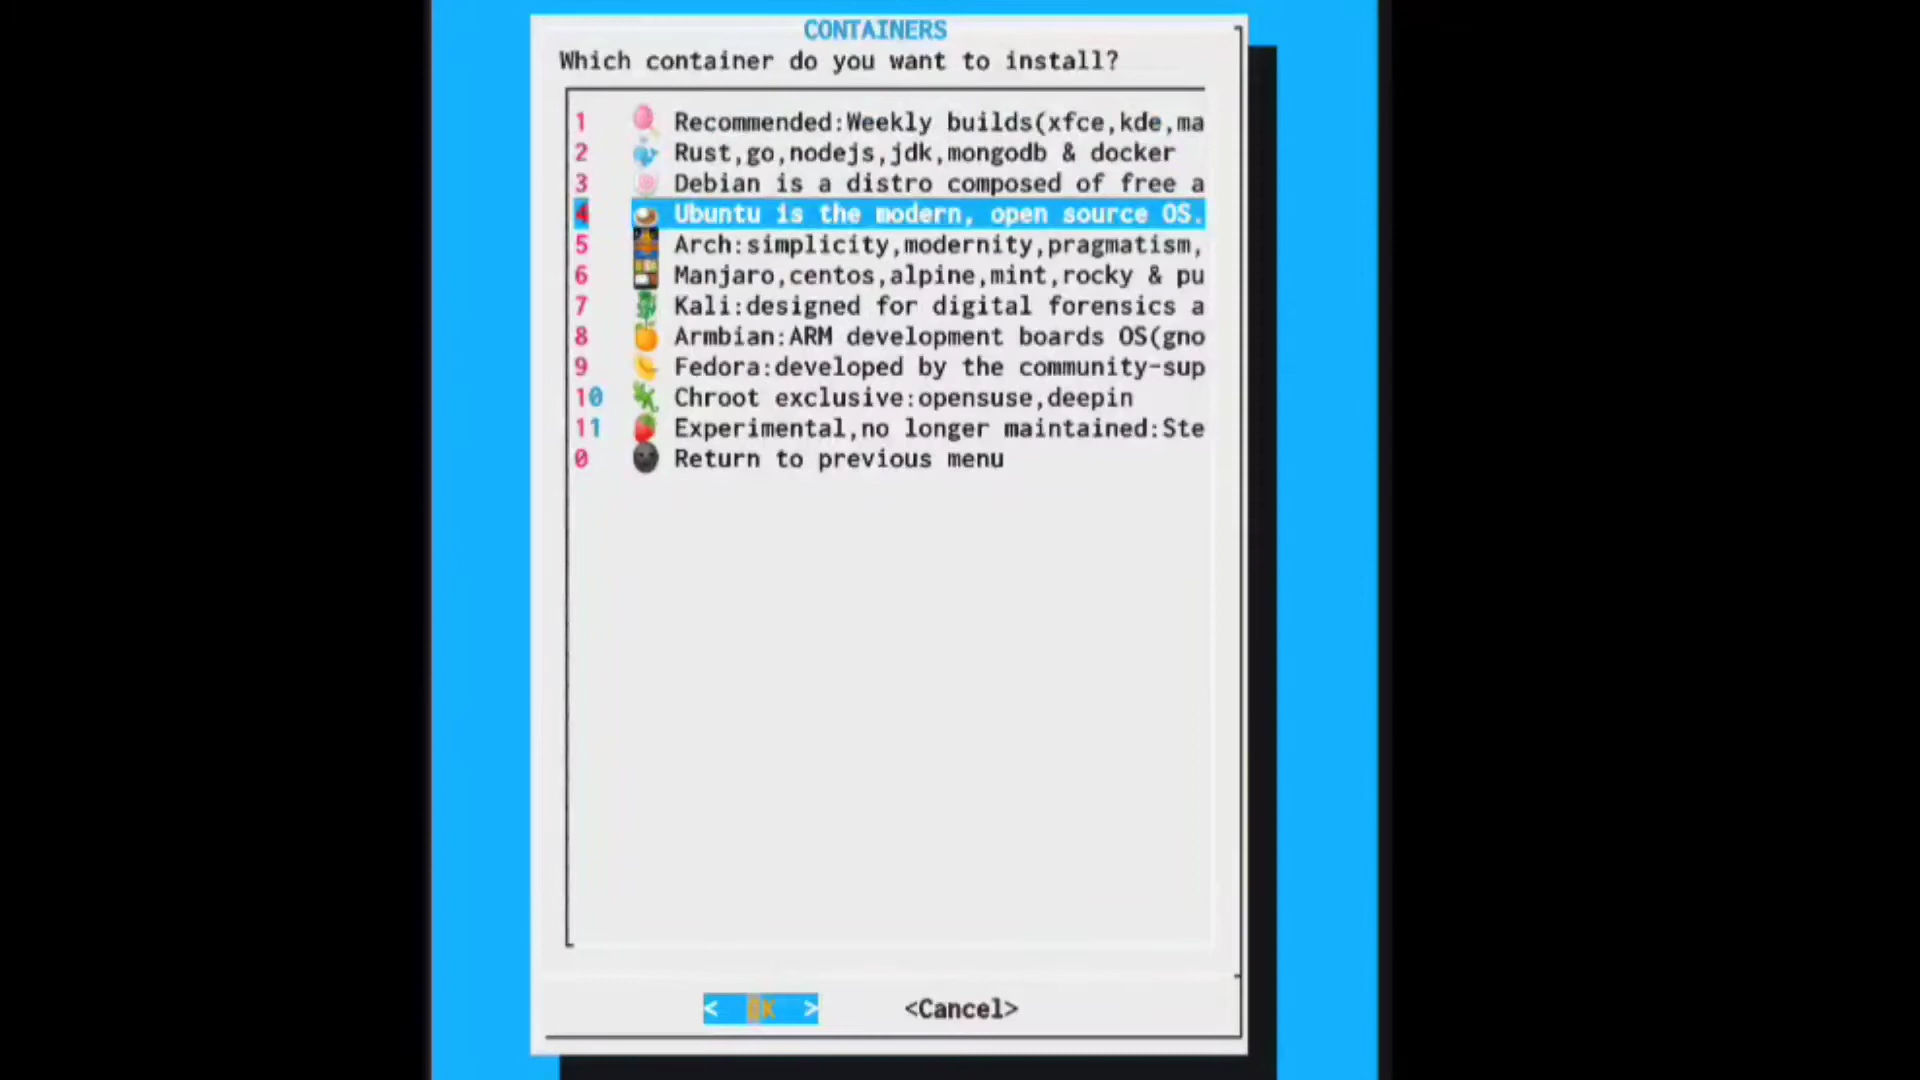 CONTAINERS
Which container do you want to install?
1 Recommended:Weekly builds(xfce,kde,ma
2 Rust,go,nodejs,jdk,mongodb & docker
3 Debian is a distro composed of free a
4 Ubuntu is the modern, open source OS.
5 Arch:simplicity,modernity,pragmatism,
6 Manjaro,centos,alpine,mint,rocky & pu
7 Kali:designed for digital forensics a
8 Armbian:ARM development boards OS(gno
9 Fedora:developed by the community-sup
10 Chroot exclusive:opensuse,deepin
11 Experimental,no longer maintained:Ste
0 Return to previous menu
< OK > <Cancel>